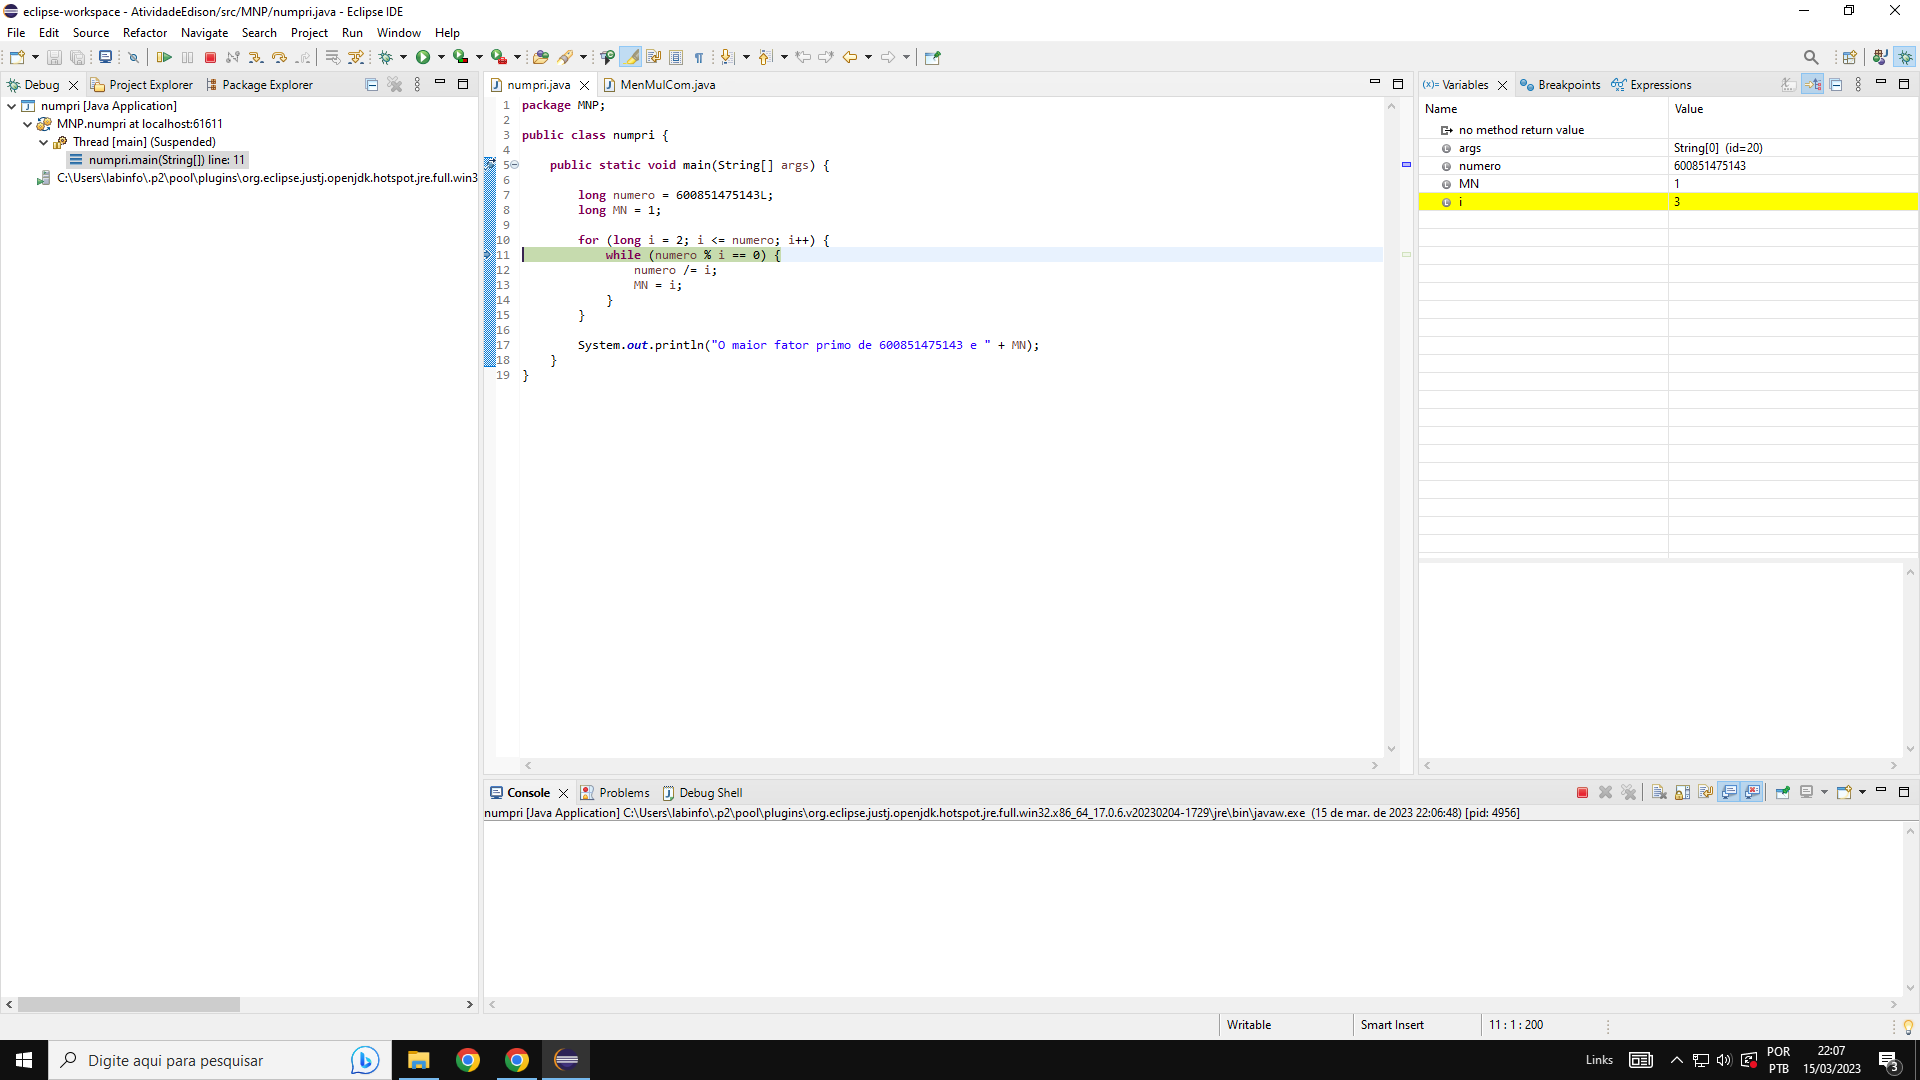 eclipse-workspace - AtividadeEdison/src/MNP/numpri.java - Eclipse IDE
File Edit Source Refactor Navigate Search Project Run Window Help
Debug Project Explorer Package Explorer
numpri [Java Application]
MNP.numpri at localhost:61611
Thread [main] (Suspended)
numpri.main(String[]) line: 11
C:\Users\labinfo\.p2\pool\plugins\org.eclipse.justj.openjdk.hotspot.jre.full.win3
numpri.java MenMulCom.java
1 package MNP;
2
3 public class numpri {
4
5 public static void main(String[] args) {
6
7 long numero = 600851475143L;
8 long MN = 1;
9
10 for (long i = 2; i <= numero; i++) {
11 while (numero % i == 0) {
12 numero /= i;
13 MN = i;
14 }
15 }
16
17 System.out.println("O maior fator primo de 600851475143 e " + MN);
18 }
19 }
(x)= Variables Breakpoints Expressions
Name Value
no method return value
args String[0] (id=20)
numero 600851475143
MN 1
i 3
Console Problems Debug Shell
numpri [Java Application] C:\Users\labinfo\.p2\pool\plugins\org.eclipse.justj.openjdk.hotspot.jre.full.win32.x86_64_17.0.6.v20230204-1729\jre\bin\javaw.exe (15 de mar. de 2023 22:06:48) [pid: 4956]
Writable Smart Insert 11 : 1 : 200
Digite aqui para pesquisar
Links
POR
PTB
22:07
15/03/2023
3